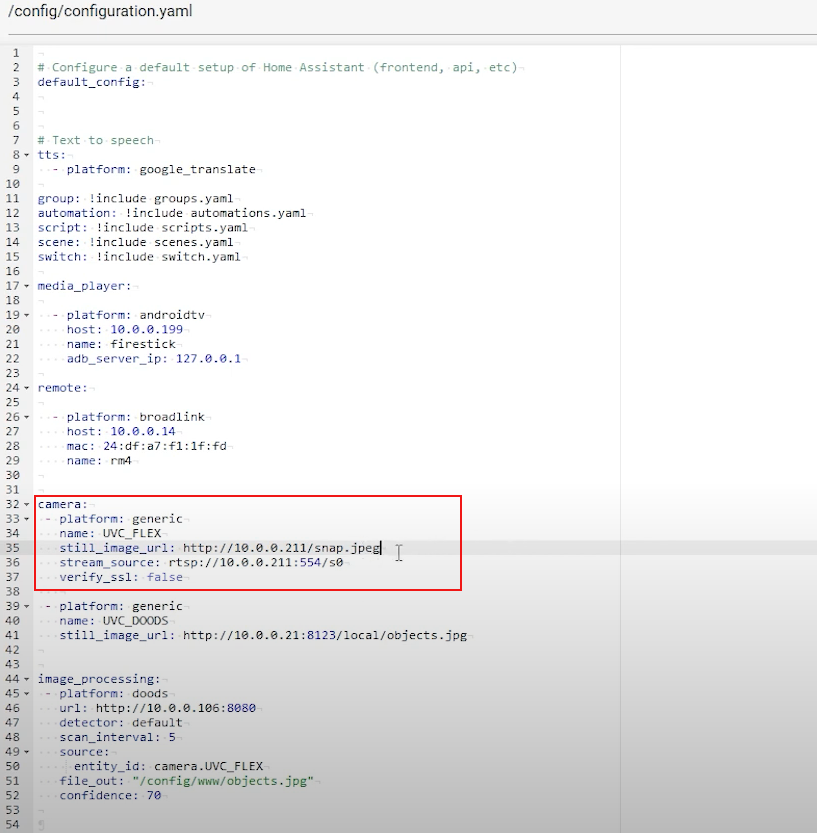 /config/configuration.yaml
1
2 # Configure a default setup of Home Assistant (frontend, api, etc)
3 default_config:
4
5
6
7 # Text to speech
8 tts:
9   - platform: google_translate
10
11 group: !include groups.yaml
12 automation: !include automations.yaml
13 script: !include scripts.yaml
14 scene: !include scenes.yaml
15 switch: !include switch.yaml
16
17 media_player:
18
19   - platform: androidtv
20     host: 10.0.0.199
21     name: firestick
22     adb_server_ip: 127.0.0.1
23
24 remote:
25
26   - platform: broadlink
27     host: 10.0.0.14
28     mac: 24:df:a7:f1:1f:fd
29     name: rm4
30
31
32 camera:
33  - platform: generic
34    name: UVC_FLEX
35    still_image_url: http://10.0.0.211/snap.jpeg
36    stream_source: rtsp://10.0.0.211:554/s0
37    verify_ssl: false
38
39  - platform: generic
40    name: UVC_DOODS
41    still_image_url: http://10.0.0.21:8123/local/objects.jpg
42
43
44 image_processing:
45  - platform: doods
46    url: http://10.0.0.106:8080
47    detector: default
48    scan_interval: 5
49    source:
50      entity_id: camera.UVC_FLEX
51    file_out: "/config/www/objects.jpg"
52    confidence: 70
53
54